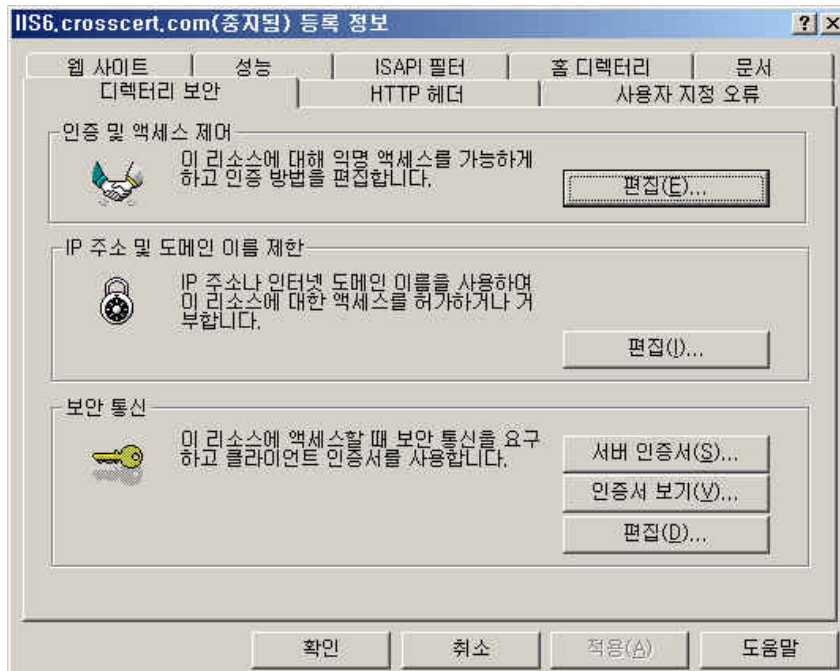 IIS6.crosscert.com(중지됨) 등록 정보
웹 사이트 성능 ISAPI 필터 홈 디렉터리 문서
디렉터리 보안 HTTP 헤더 사용자 지정 오류
인증 및 액세스 제어
이 리소스에 대해 익명 액세스를 가능하게
하고 인증 방법을 편집합니다.
편집(E)...
IP 주소 및 도메인 이름 제한
IP 주소나 인터넷 도메인 이름을 사용하여
이 리소스에 대한 액세스를 허가하거나 거
부합니다.
편집(I)...
보안 통신
이 리소스에 액세스할 때 보안 통신을 요구
하고 클라이언트 인증서를 사용합니다.
서버 인증서(S)...
인증서 보기(V)...
편집(D)...
확인 취소 적용(A) 도움말